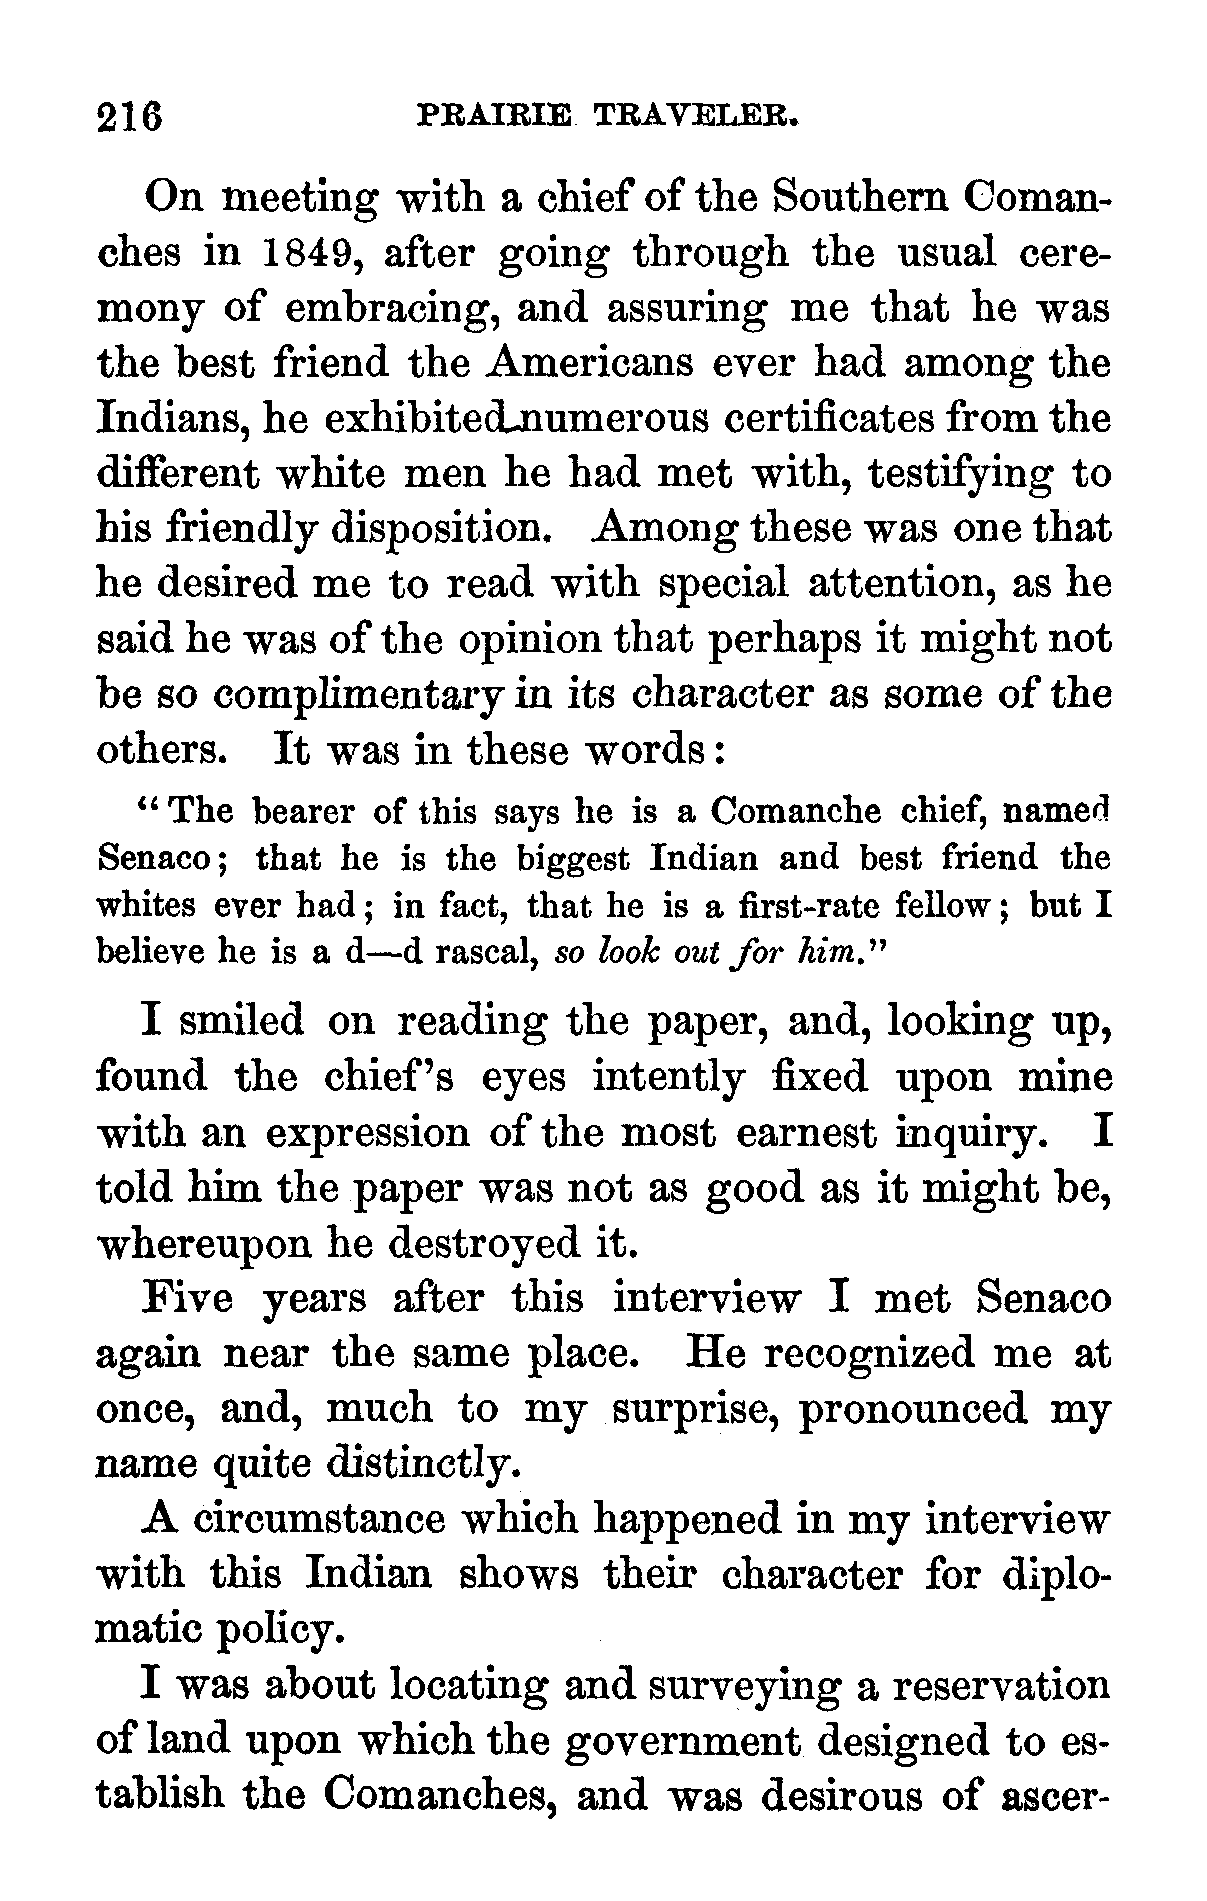 216 PRAIRIE TRAVELER.
On meeting with a chief of the Southern Coman-
ches in 1849, after going through the usual cere-
mony of embracing, and assuring me that he was
the best friend the Americans ever had among the
Indians, he exhibited numerous certificates from the
different white men he had met with, testifying to
his friendly disposition. Among these was one that
he desired me to read with special attention, as he
said he was of the opinion that perhaps it might not
be so complimentary in its character as some of the
others. It was in these words:
“The bearer of this says he is a Comanche chief, named
Senaco; that he is the biggest Indian and best friend the
whites ever had; in fact, that he is a first-rate fellow; but I
believe he is a d—d rascal, so look out for him.”
I smiled on reading the paper, and, looking up,
found the chief’s eyes intently fixed upon mine
with an expression of the most earnest inquiry. I
told him the paper was not as good as it might be,
whereupon he destroyed it.
Five years after this interview I met Senaco
again near the same place. He recognized me at
once, and, much to my surprise, pronounced my
name quite distinctly.
A circumstance which happened in my interview
with this Indian shows their character for diplo-
matic policy.
I was about locating and surveying a reservation
of land upon which the government designed to es-
tablish the Comanches, and was desirous of ascer-